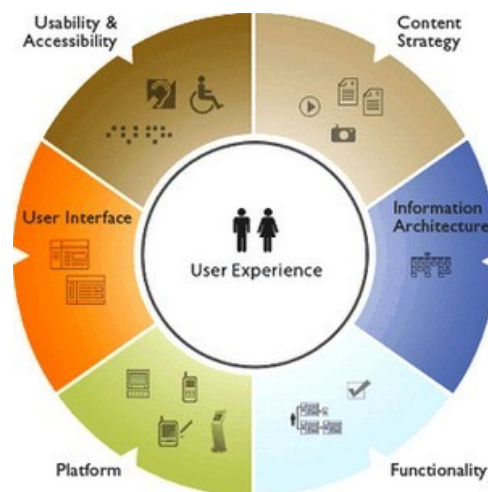 Usability &
Accessibility
Content
Strategy
User Interface
Information
Architecture
User Experience
Platform
Functionality